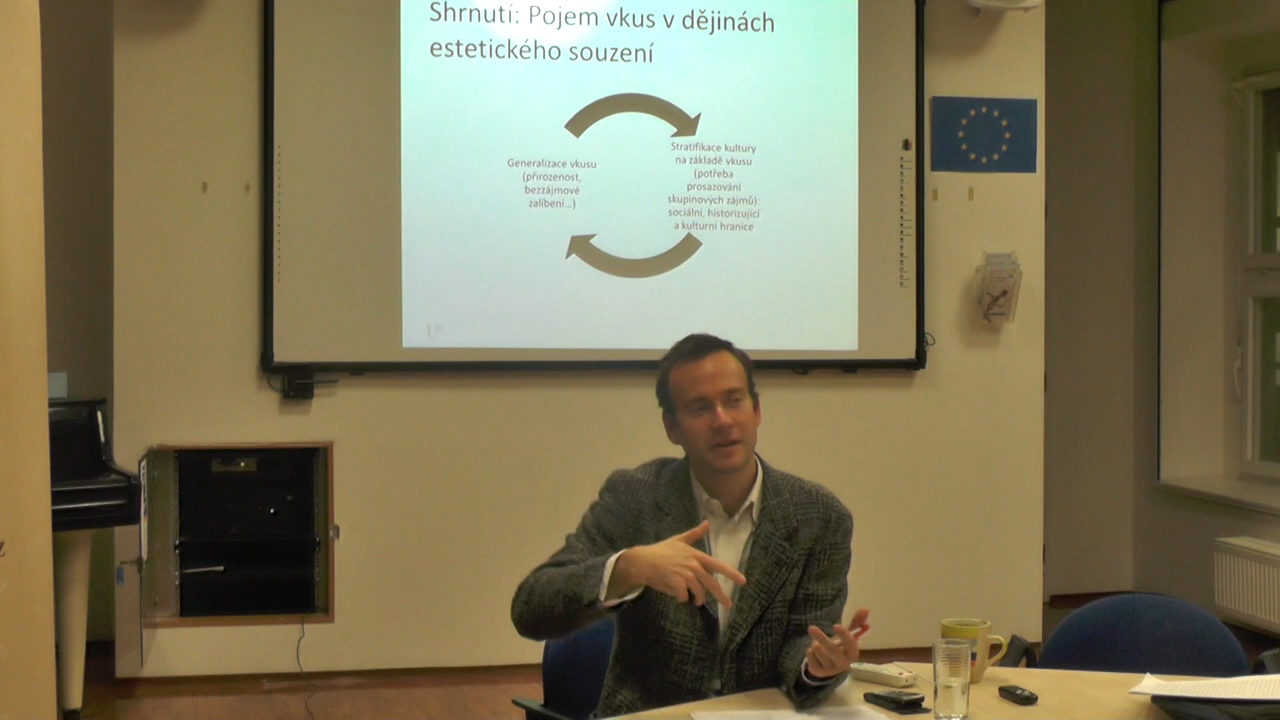 Shrnutí: Pojem vkus v dějinách
estetického souzení
Generalizace vkusu
(přirozenost,
bezzájmové
zalíbení...)
Stratifikace kultury
na základě vkusu
(potřeba
prosazování
skupinových zájmů):
sociální, historizující
a kulturní hranice